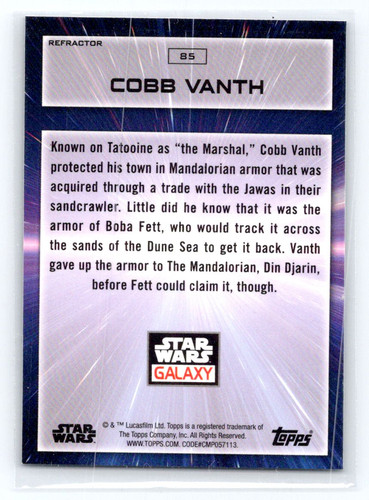 REFRACTOR
85
COBB VANTH
Known on Tatooine as “the Marshal,” Cobb Vanth
protected his town in Mandalorian armor that was
acquired through a trade with the Jawas in their
sandcrawler. Little did he know that it was the
armor of Boba Fett, who would track it across
the sands of the Dune Sea to get it back. Vanth
gave up the armor to The Mandalorian, Din Djarin,
before Fett could claim it, though.
STAR
WARS
GALAXY
STAR
WARS
© & ™ Lucasfilm Ltd. Topps is a registered trademark of
The Topps Company, Inc. All Rights Reserved.
WWW.TOPPS.COM. CODE#CMP057113.
topps